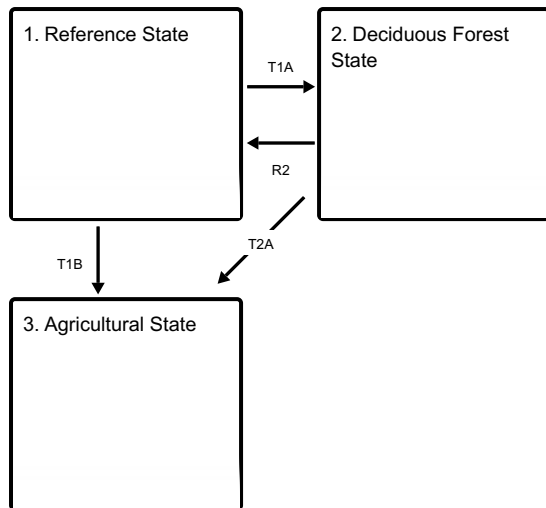 1. Reference State
2. Deciduous Forest
State
T1A
R2
T2A
T1B
3. Agricultural State